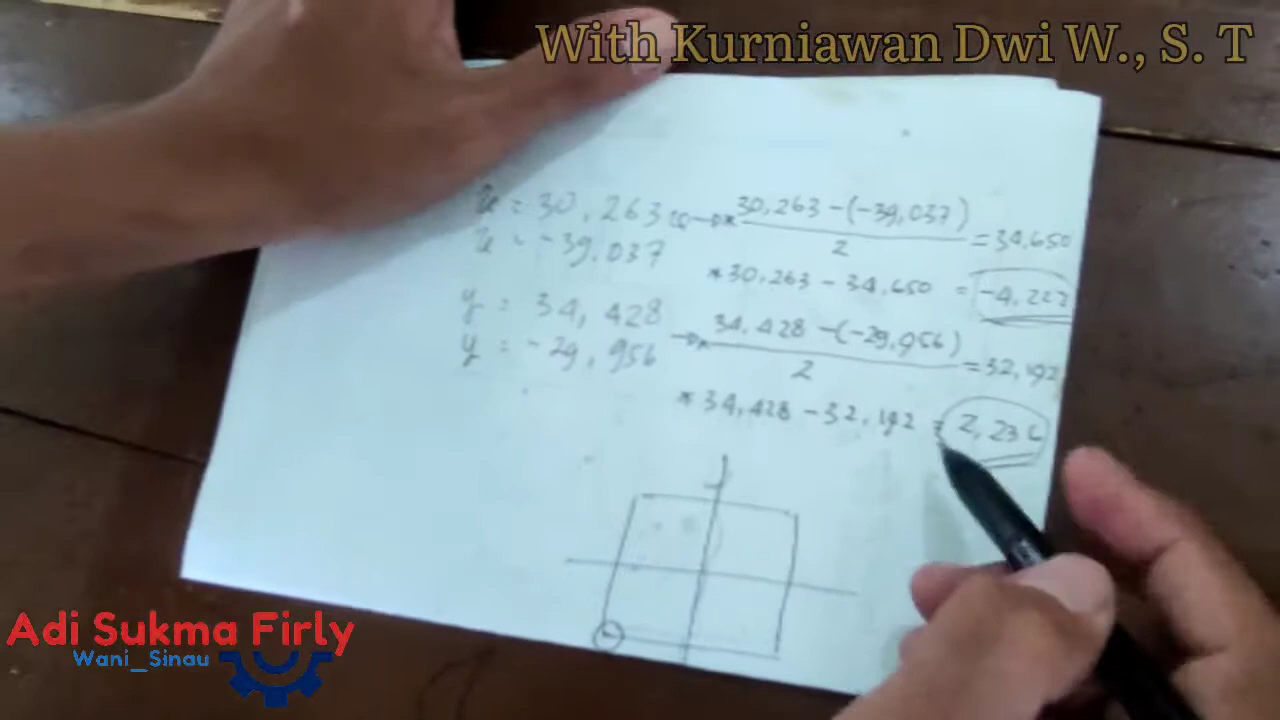 With Kurniawan Dwi W., S. T
x = 30,263
x = -39,037
30,263 - (-39,037)
2
= 34,650
* 30,263 - 34,650 = -4,222
y = 34,428
y = -29,956
34,428 - (-29,956)
2
= 32,192
* 34,428 - 32,192 = 2,236
Adi Sukma Firly
Wani_Sinau